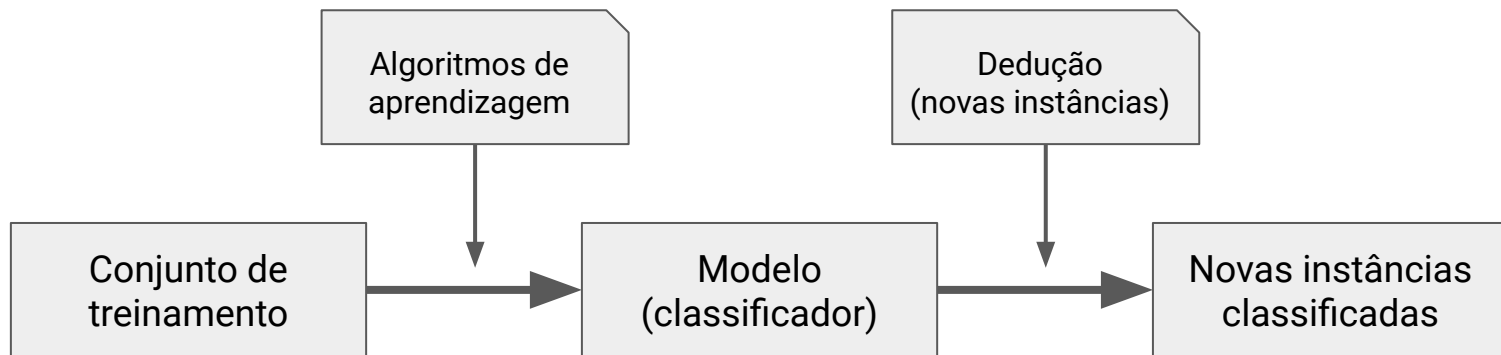 Algoritmos de
aprendizagem
Dedução
(novas instâncias)
Conjunto de
treinamento
Modelo
(classificador)
Novas instâncias
classificadas